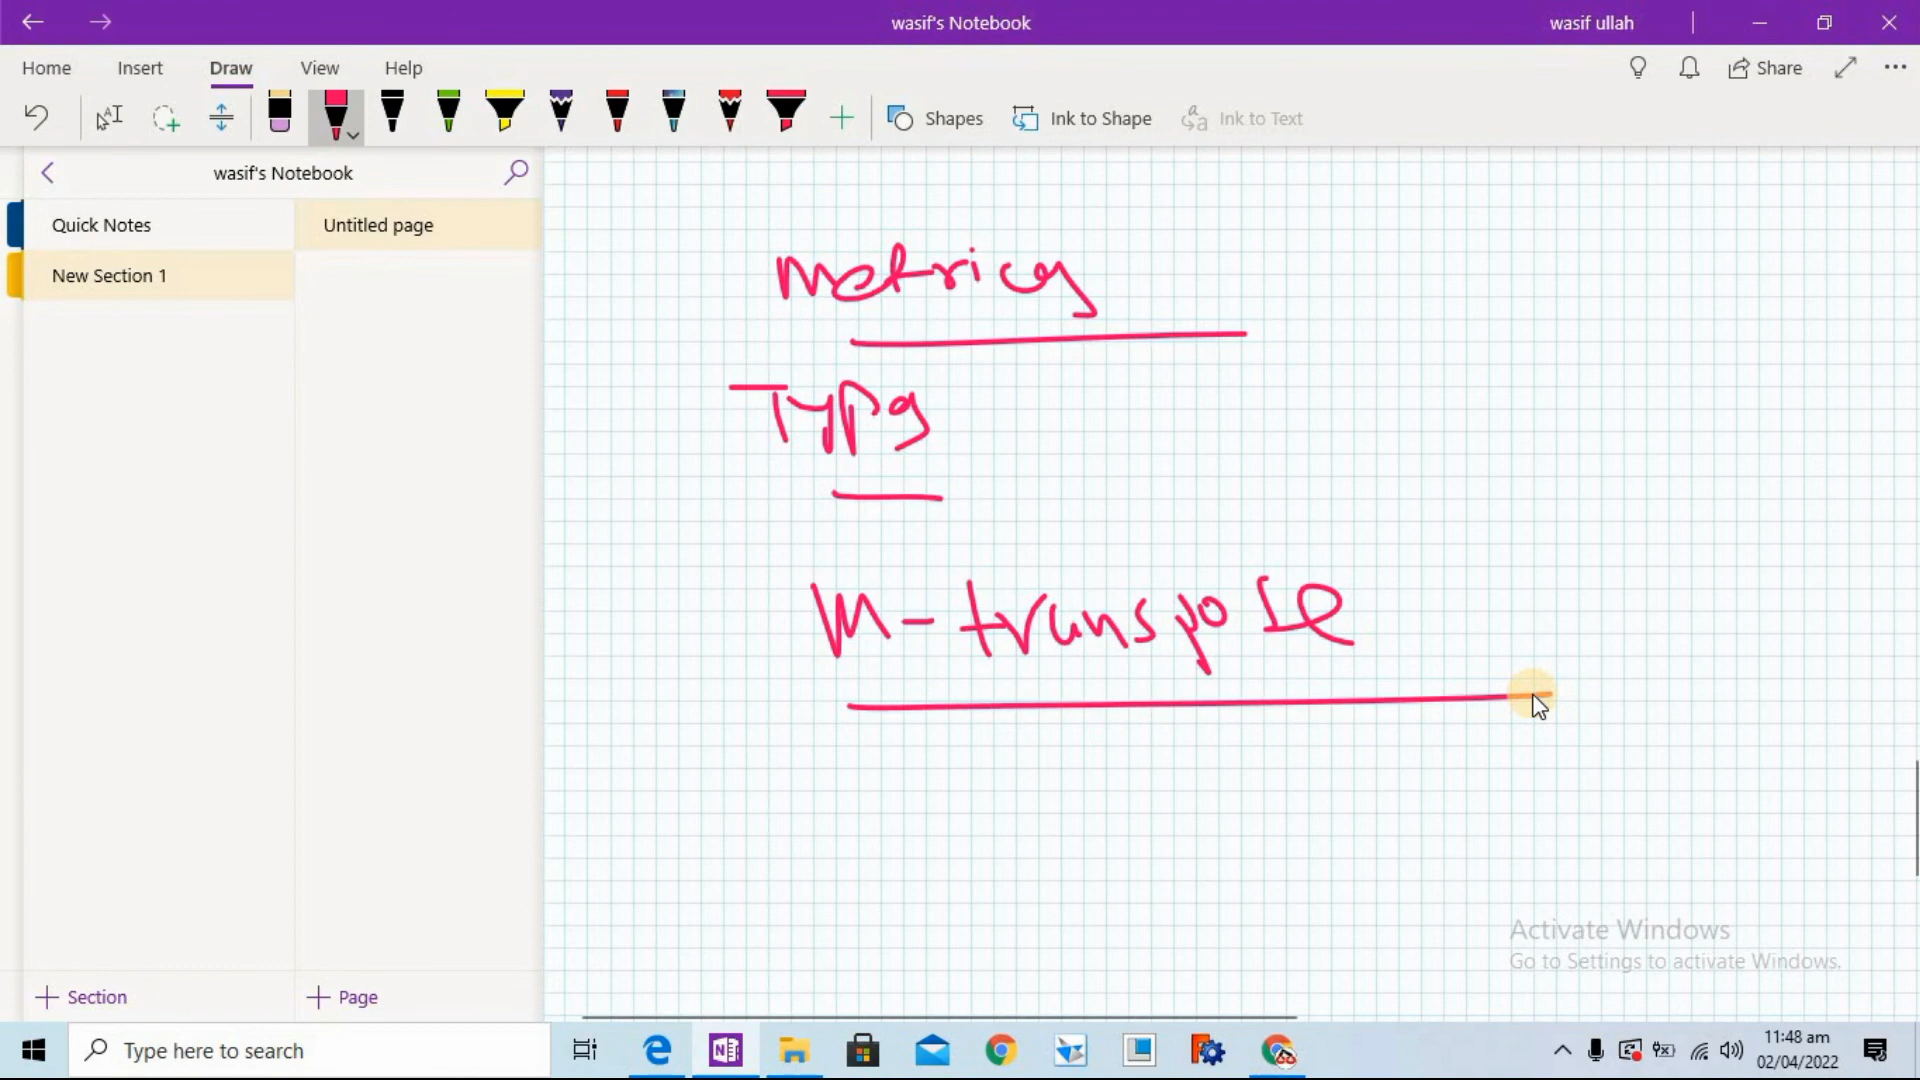 wasif's Notebook
wasif ullah
Home Insert Draw View Help
Share
Shapes Ink to Shape Ink to Text
wasif's Notebook
Quick Notes
Untitled page
New Section 1
Metrices
Types
M-transpose
Activate Windows
Go to Settings to activate Windows.
Section
Page
Type here to search
11:48 am
02/04/2022